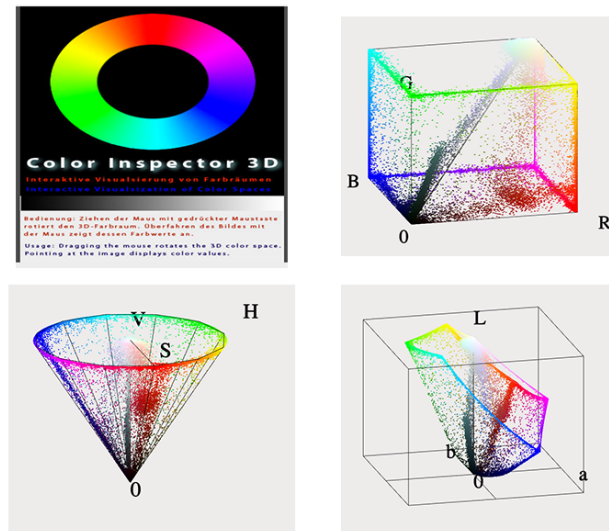 Color Inspector 3D
Interaktive Visualisierung von Farbräumen
Interactive Visualization of Color Spaces
Bedienung: Ziehen der Maus mit gedrückter Maustaste
rotiert den 3D-Farbraum. Überfahren des Bildes mit
der Maus zeigt dessen Farbwerte an.
Usage: Dragging the mouse rotates the 3D color space.
Pointing at the image displays color values.
G
B
R
0
H
V
S
0
L
b
a
0